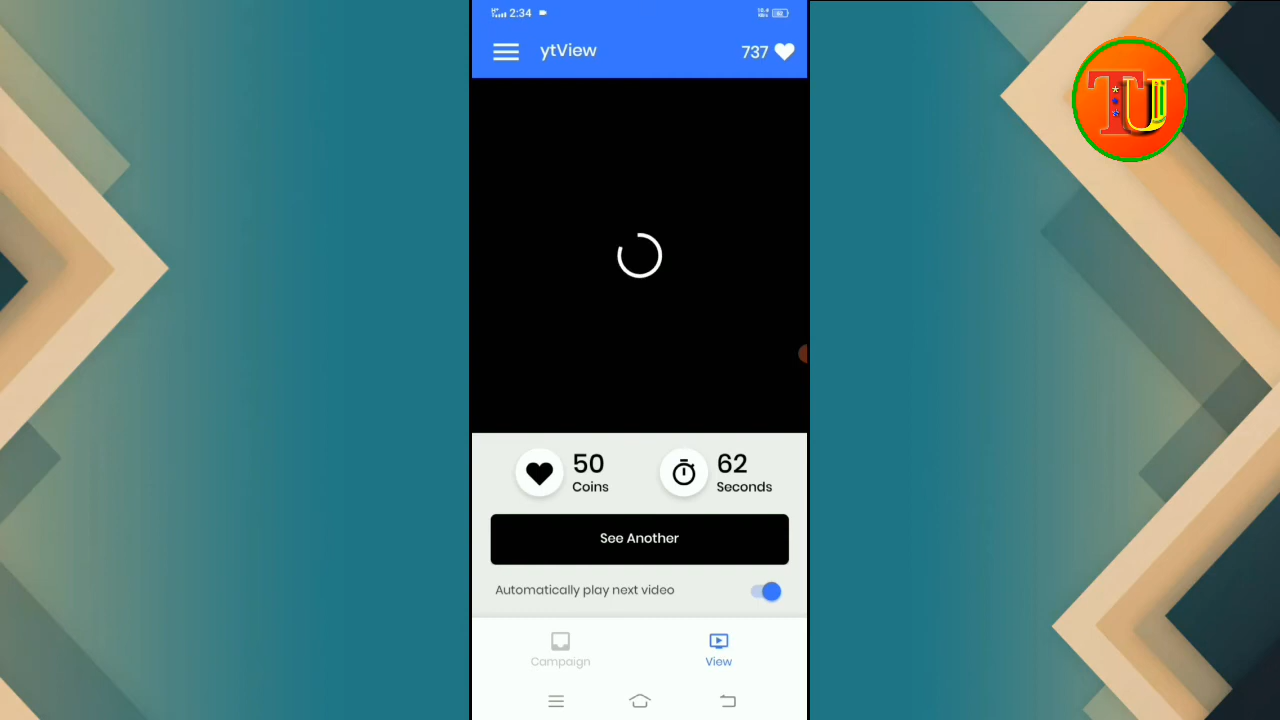 2:34
ytView
737
TU
50
Coins
62
Seconds
See Another
Automatically play next video
Campaign
View